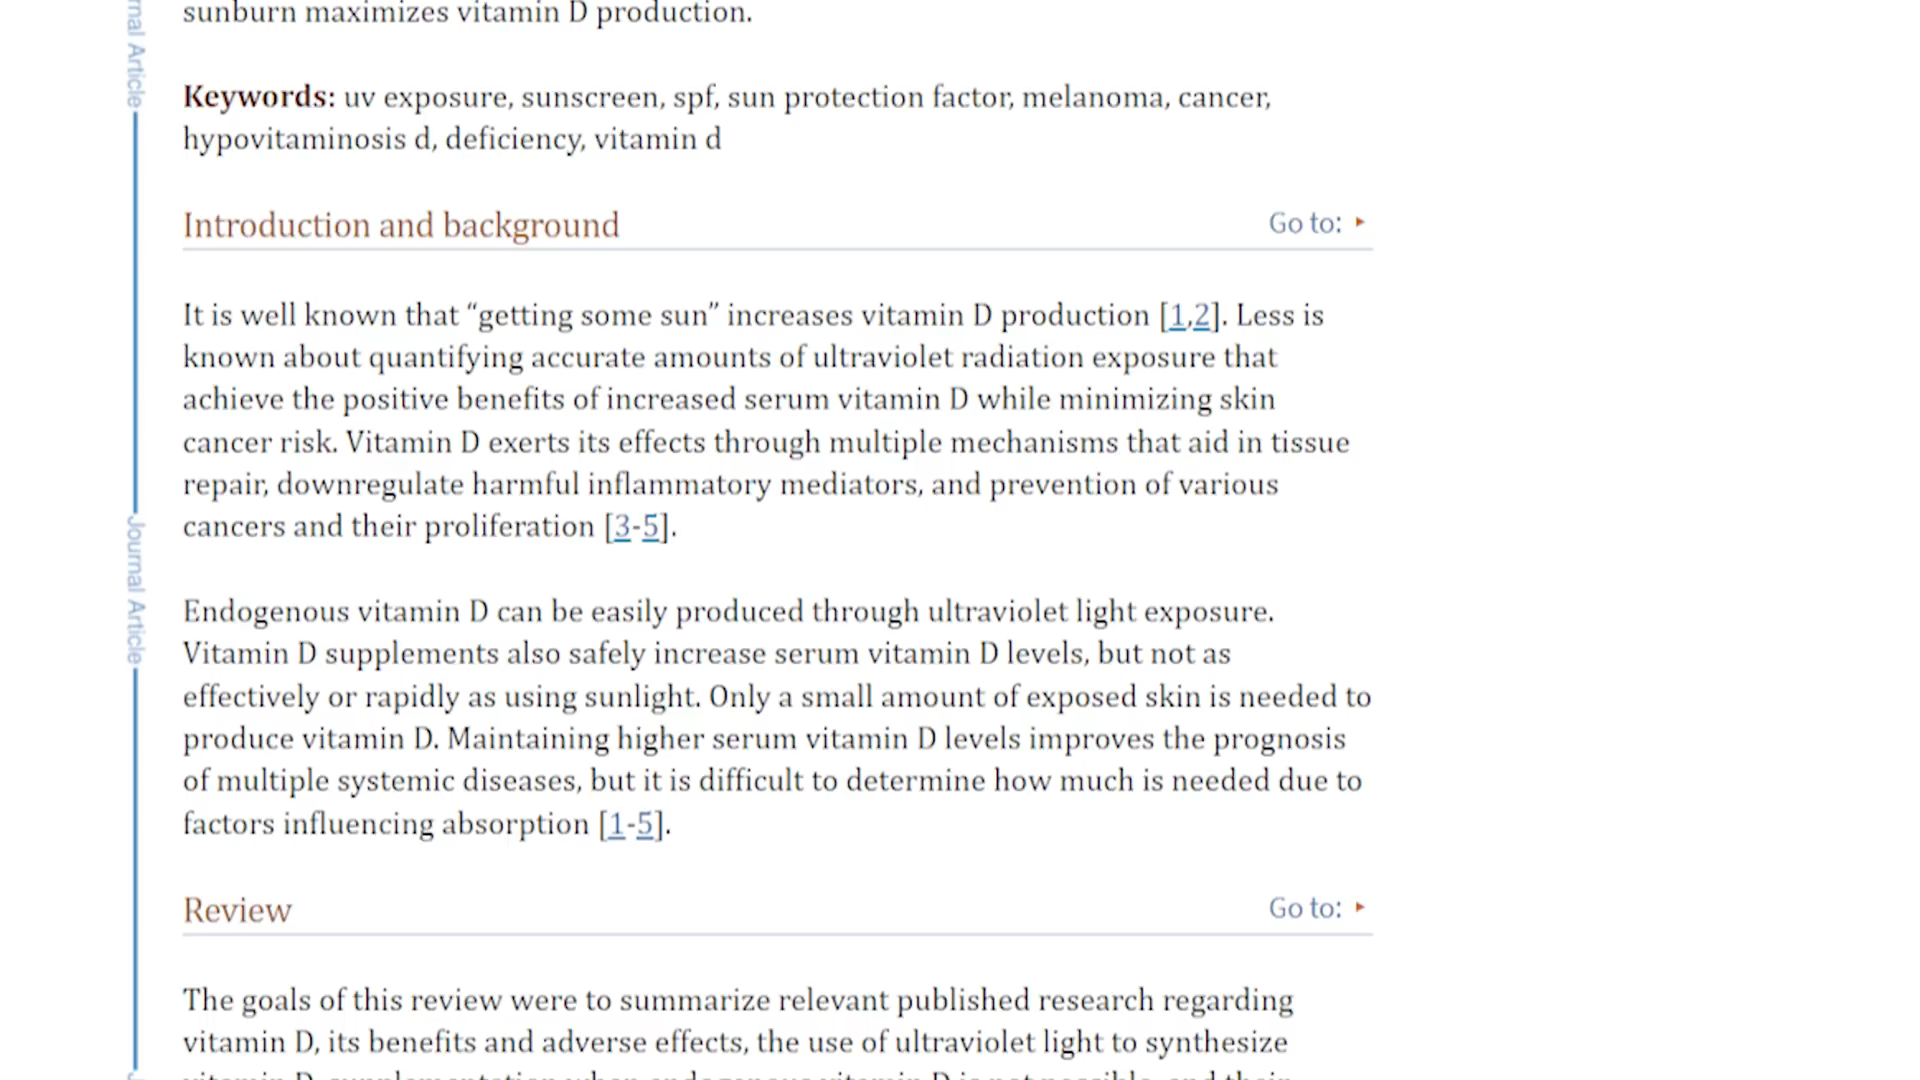 sunburn maximizes vitamin D production.
Keywords: uv exposure, sunscreen, spf, sun protection factor, melanoma, cancer,
hypovitaminosis d, deficiency, vitamin d
Introduction and background
Go to:
It is well known that “getting some sun” increases vitamin D production [1,2]. Less is
known about quantifying accurate amounts of ultraviolet radiation exposure that
achieve the positive benefits of increased serum vitamin D while minimizing skin
cancer risk. Vitamin D exerts its effects through multiple mechanisms that aid in tissue
repair, downregulate harmful inflammatory mediators, and prevention of various
cancers and their proliferation [3-5].
Endogenous vitamin D can be easily produced through ultraviolet light exposure.
Vitamin D supplements also safely increase serum vitamin D levels, but not as
effectively or rapidly as using sunlight. Only a small amount of exposed skin is needed to
produce vitamin D. Maintaining higher serum vitamin D levels improves the prognosis
of multiple systemic diseases, but it is difficult to determine how much is needed due to
factors influencing absorption [1-5].
Review
Go to:
The goals of this review were to summarize relevant published research regarding
vitamin D, its benefits and adverse effects, the use of ultraviolet light to synthesize
Article
Journal Article